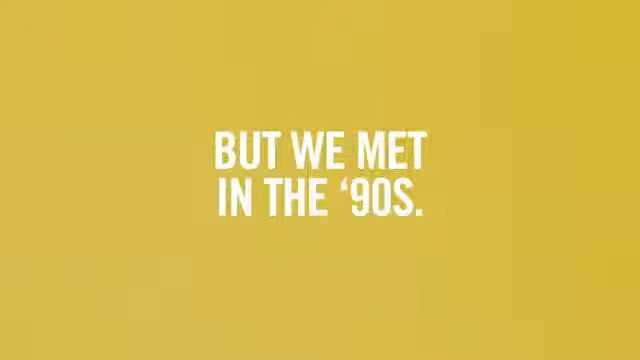 BUT WE MET
IN THE ‘90S.